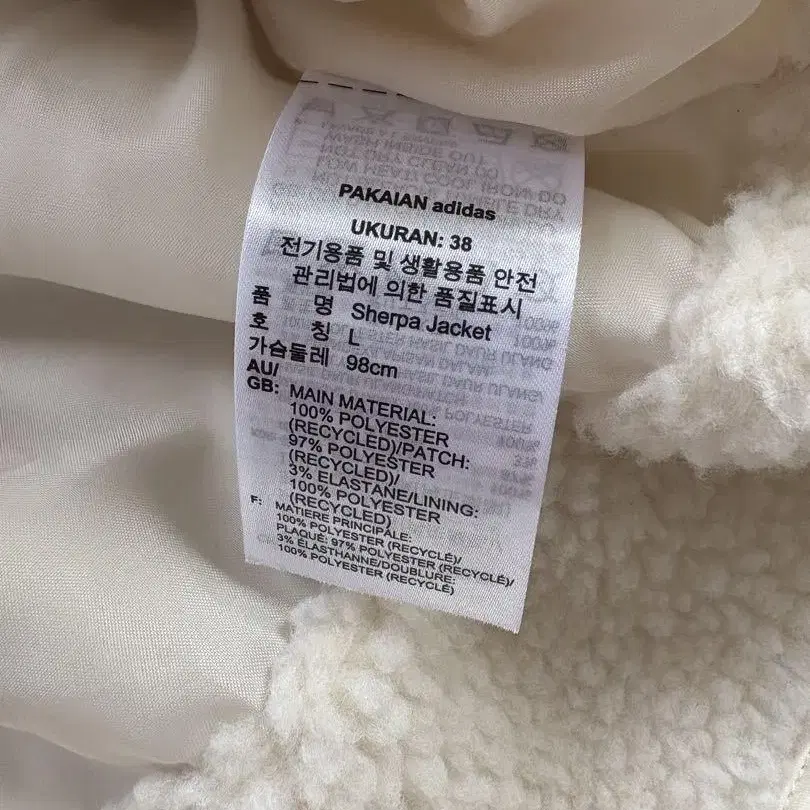 PAKAIAN adidas
UKURAN: 38
전기용품 및 생활용품 안전
관리법에 의한 품질표시
품 명 Sherpa Jacket
호 칭 L
가슴둘레 98cm
AU/
GB: MAIN MATERIAL:
100% POLYESTER
(RECYCLED)/PATCH:
97% POLYESTER
(RECYCLED)/
3% ELASTANE/LINING:
100% POLYESTER
(RECYCLED)
F: MATIERE PRINCIPALE:
100% POLYESTER (RECYCLÉ)/
PLAQUÉ: 97% POLYESTER (RECYCLÉ)/
3% ÉLASTHANNE/DOUBLURE:
100% POLYESTER (RECYCLÉ)